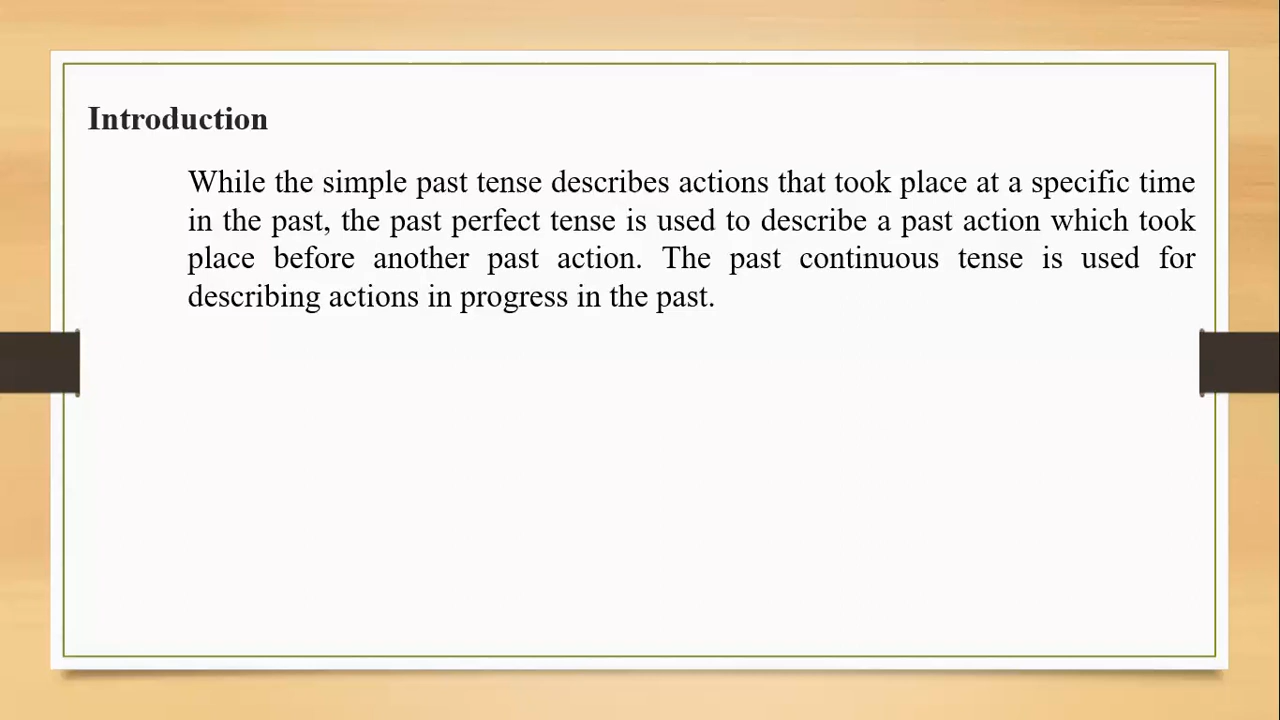 Introduction
While the simple past tense describes actions that took place at a specific time
in the past, the past perfect tense is used to describe a past action which took
place before another past action. The past continuous tense is used for
describing actions in progress in the past.